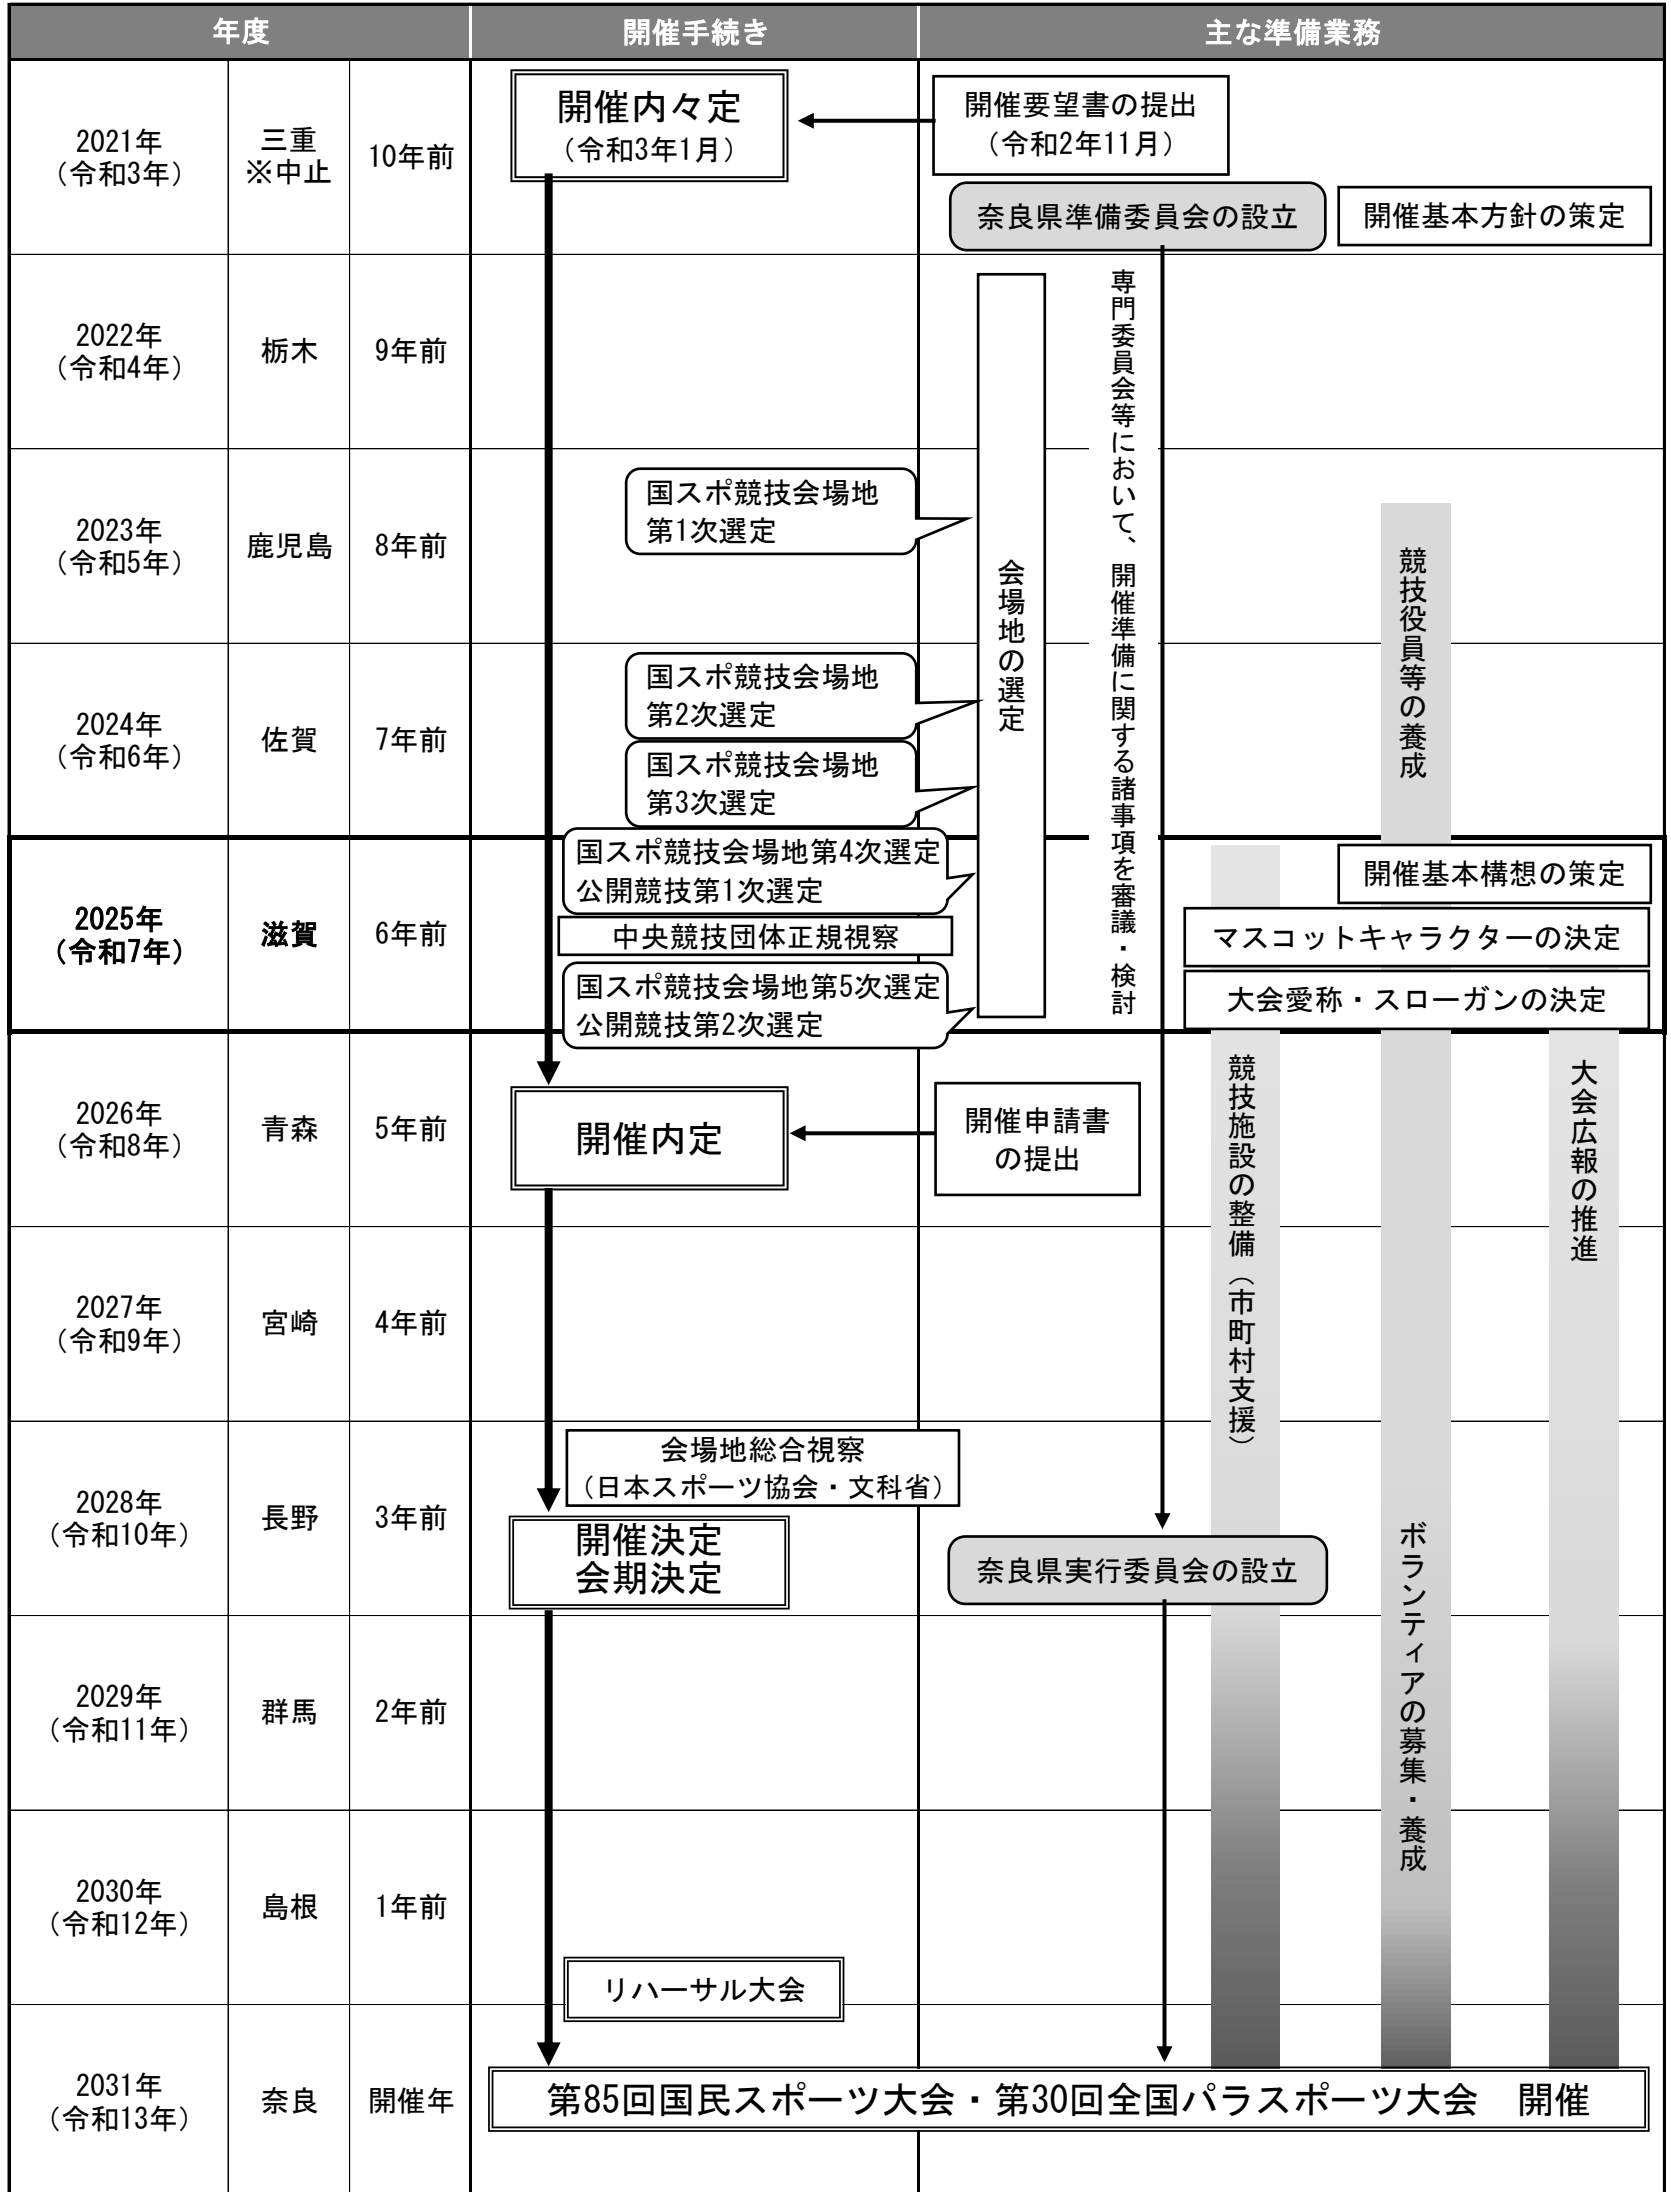 年度
開催手続き
主な準備業務
2021年
（令和3年）
三重
※中止
10年前
開催内々定
（令和3年1月）
開催要望書の提出
（令和2年11月）
奈良県準備委員会の設立
開催基本方針の策定
2022年
（令和4年）
栃木
9年前
専門委員会等において、開催準備に関する諸事項を審議・検討
会場地の選定
2023年
（令和5年）
鹿児島
8年前
国スポ競技会場地
第1次選定
競技役員等の養成
2024年
（令和6年）
佐賀
7年前
国スポ競技会場地
第2次選定
国スポ競技会場地
第3次選定
2025年
（令和7年）
滋賀
6年前
国スポ競技会場地第4次選定
公開競技第1次選定
中央競技団体正規視察
国スポ競技会場地第5次選定
公開競技第2次選定
開催基本構想の策定
マスコットキャラクターの決定
大会愛称・スローガンの決定
2026年
（令和8年）
青森
5年前
開催内定
開催申請書
の提出
競技施設の整備（市町村支援）
大会広報の推進
2027年
（令和9年）
宮崎
4年前
2028年
（令和10年）
長野
3年前
会場地総合視察
（日本スポーツ協会・文科省）
開催決定
会期決定
奈良県実行委員会の設立
ボランティアの募集・養成
2029年
（令和11年）
群馬
2年前
2030年
（令和12年）
島根
1年前
リハーサル大会
2031年
（令和13年）
奈良
開催年
第85回国民スポーツ大会・第30回全国パラスポーツ大会　開催